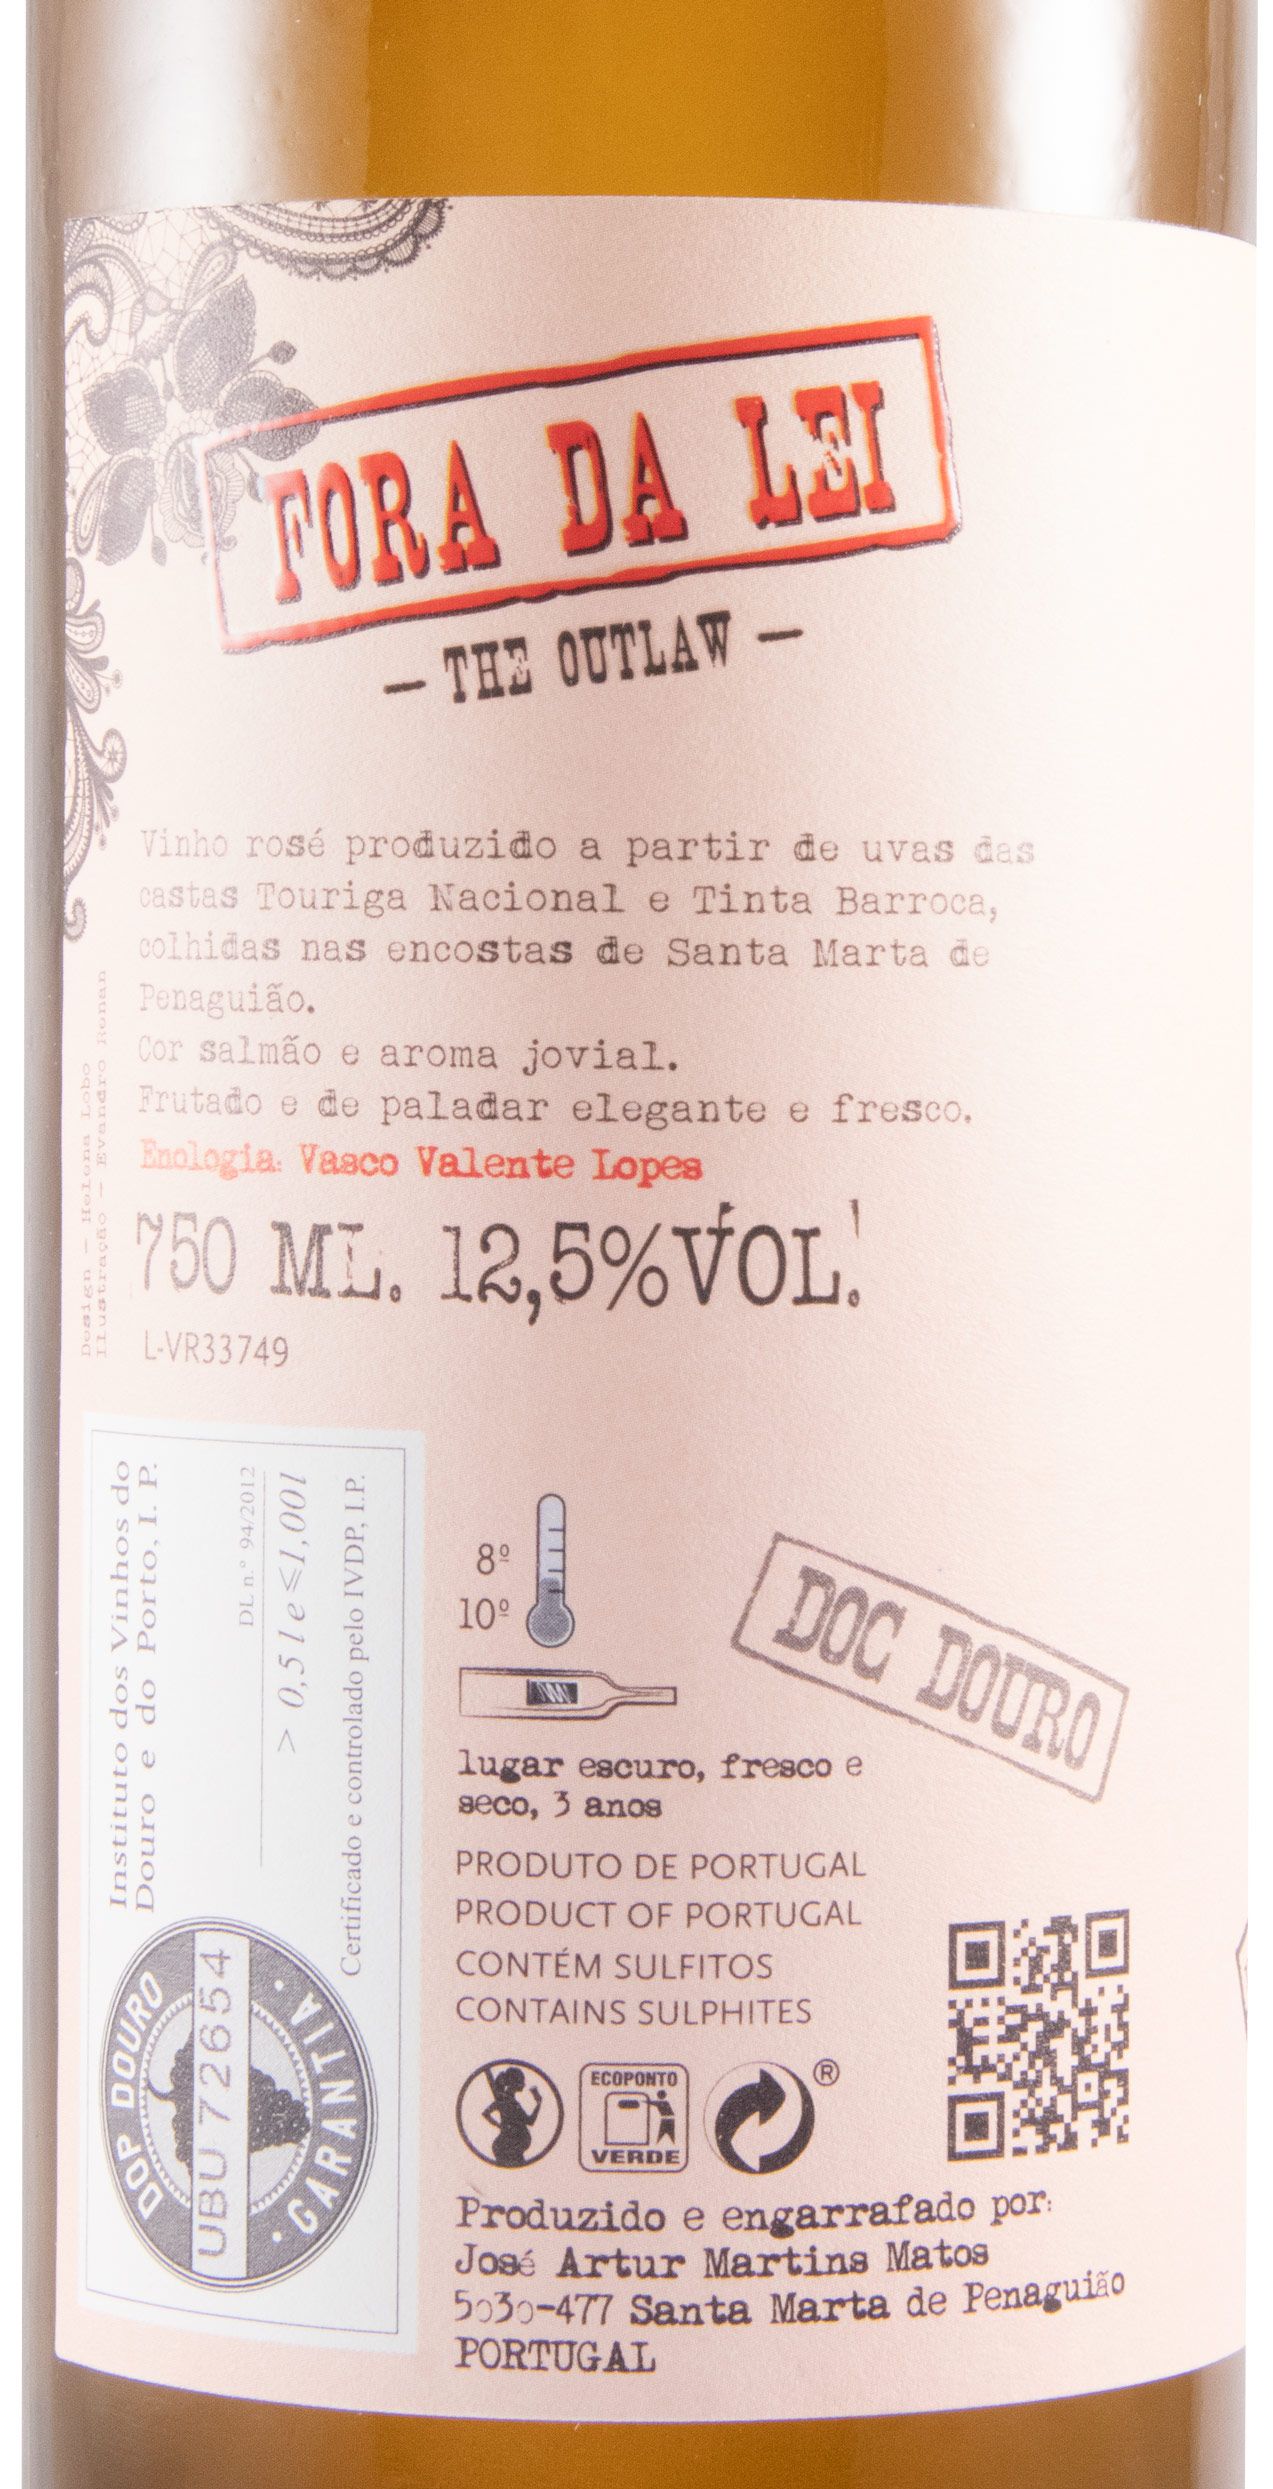 FORA DA LEI
— THE OUTLAW —
Vinho rosé produzido a partir de uvas das
castas Touriga Nacional e Tinta Barroca,
colhidas nas encostas de Santa Marta de
Penaguião.
Cor salmão e aroma jovial.
Frutado e de paladar elegante e fresco.
Enologia: Vasco Valente Lopes
750 ML. 12,5%VOL.
L-VR33749
Design — Helena Lobo
Ilustração — Evandro Renan
Instituto dos Vinhos do
Douro e do Porto, I. P.
DL n.º 94/2012
> 0,5 l e ≤ 1,00 l
Certificado e controlado pelo IVDP, I.P.
DOP DOURO
UBU 72654
· GARANTIA ·
8º
10º
DOC DOURO
lugar escuro, fresco e
seco, 3 anos
PRODUTO DE PORTUGAL
PRODUCT OF PORTUGAL
CONTÉM SULFITOS
CONTAINS SULPHITES
ECOPONTO
VERDE
®
Produzido e engarrafado por:
José Artur Martins Matos
5030-477 Santa Marta de Penaguião
PORTUGAL